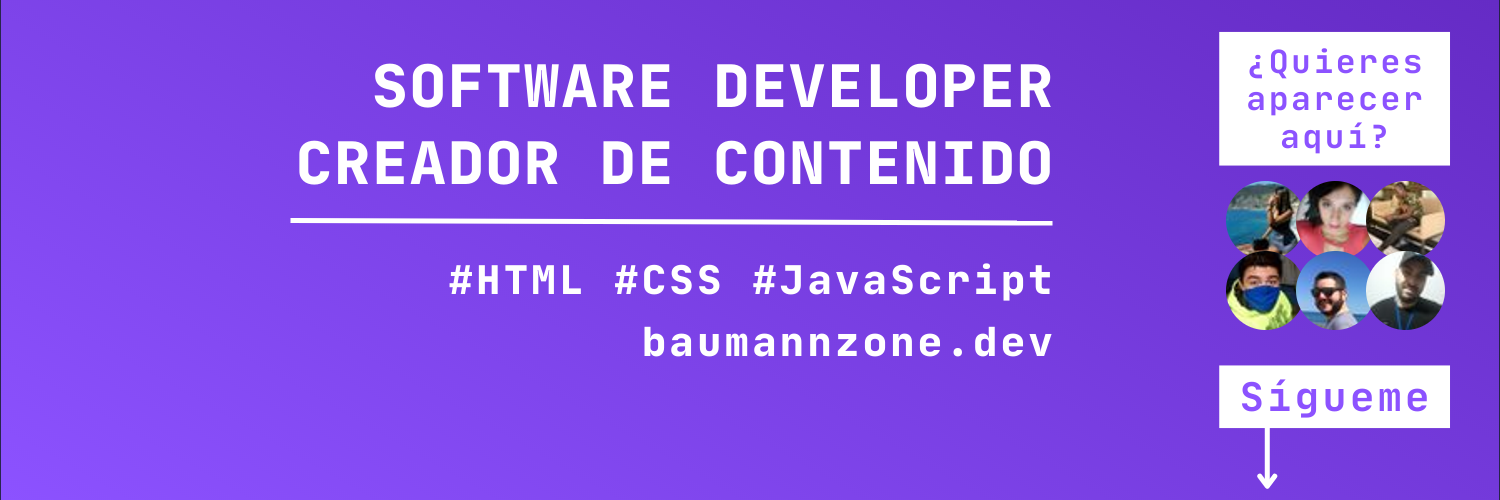 SOFTWARE DEVELOPER
CREADOR DE CONTENIDO
#HTML #CSS #JavaScript
baumannzone.dev
¿Quieres
aparecer
aquí?
Sígueme